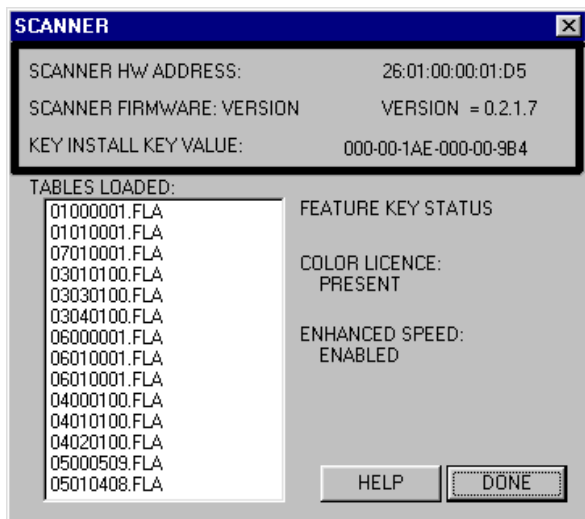 SCANNER
SCANNER HW ADDRESS: 26:01:00:00:01:D5
SCANNER FIRMWARE: VERSION VERSION = 0.2.1.7
KEY INSTALL KEY VALUE: 000-00-1AE-000-00-9B4
TABLES LOADED:
01000001.FLA
01010001.FLA
07010001.FLA
03010100.FLA
03030100.FLA
03040100.FLA
06000001.FLA
06010001.FLA
06010001.FLA
04000100.FLA
04010100.FLA
04020100.FLA
05000509.FLA
05010408.FLA
FEATURE KEY STATUS
COLOR LICENCE:
PRESENT
ENHANCED SPEED:
ENABLED
HELP DONE